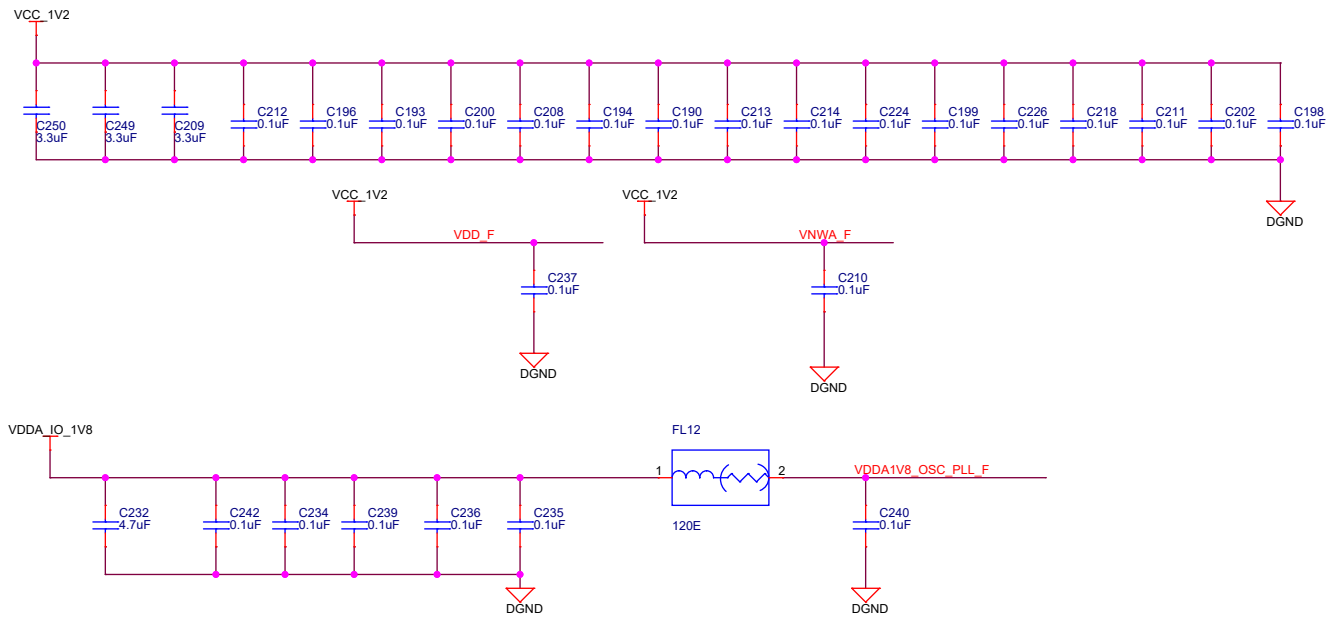 VCC_1V2
C250
3.3uF
C249
3.3uF
C209
3.3uF
C212
0.1uF
C196
0.1uF
C193
0.1uF
C200
0.1uF
C208
0.1uF
C194
0.1uF
C190
0.1uF
C213
0.1uF
C214
0.1uF
C224
0.1uF
C199
0.1uF
C226
0.1uF
C218
0.1uF
C211
0.1uF
C202
0.1uF
C198
0.1uF
DGND
VCC_1V2
VDD_F
C237
0.1uF
DGND
VCC_1V2
VNWA_F
C210
0.1uF
DGND
VDDA_IO_1V8
C232
4.7uF
C242
0.1uF
C234
0.1uF
C239
0.1uF
C236
0.1uF
C235
0.1uF
DGND
FL12
1
2
120E
VDDA1V8_OSC_PLL_F
C240
0.1uF
DGND